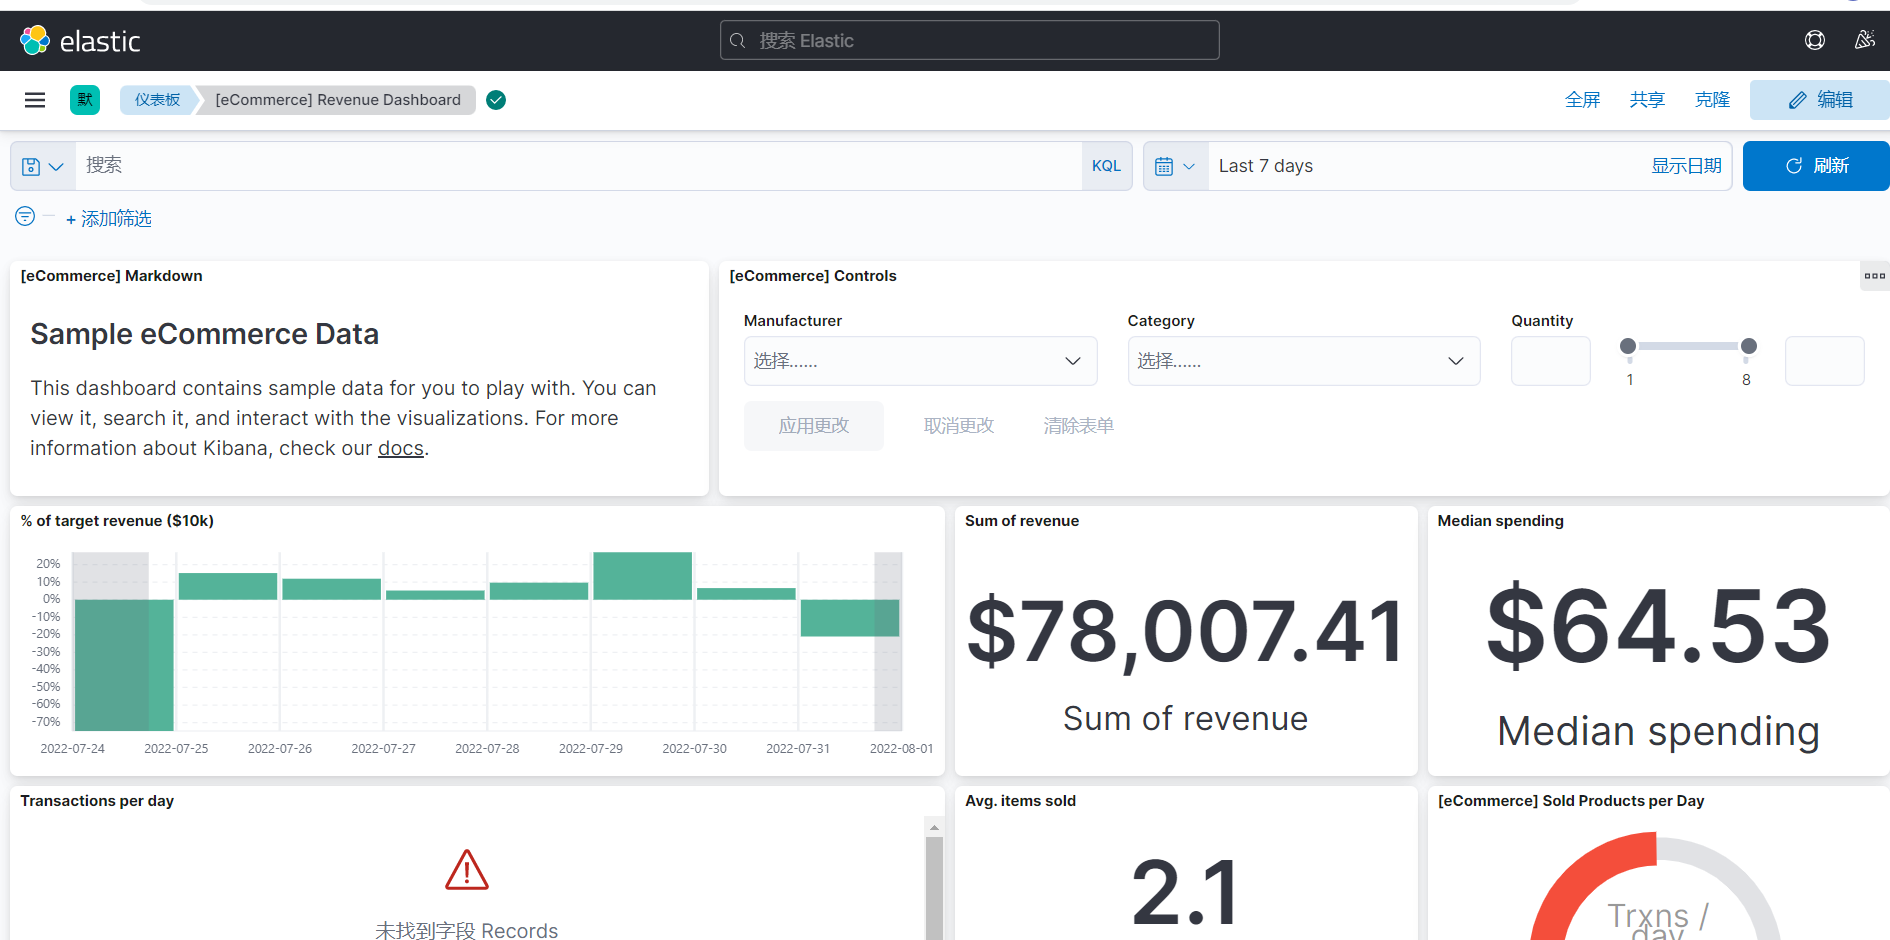 elastic
搜索 Elastic
默
仪表板
[eCommerce] Revenue Dashboard
全屏
共享
克隆
编辑
搜索
KQL
Last 7 days
显示日期
刷新
+ 添加筛选
[eCommerce] Markdown
Sample eCommerce Data
This dashboard contains sample data for you to play with. You can
view it, search it, and interact with the visualizations. For more
information about Kibana, check our docs.
[eCommerce] Controls
Manufacturer
选择......
Category
选择......
Quantity
1
8
应用更改
取消更改
清除表单
% of target revenue ($10k)
20%
10%
0%
-10%
-20%
-30%
-40%
-50%
-60%
-70%
2022-07-24
2022-07-25
2022-07-26
2022-07-27
2022-07-28
2022-07-29
2022-07-30
2022-07-31
2022-08-01
Sum of revenue
$78,007.41
Sum of revenue
Median spending
$64.53
Median spending
Transactions per day
未找到字段 Records
Avg. items sold
2.1
[eCommerce] Sold Products per Day
Trxns /
day